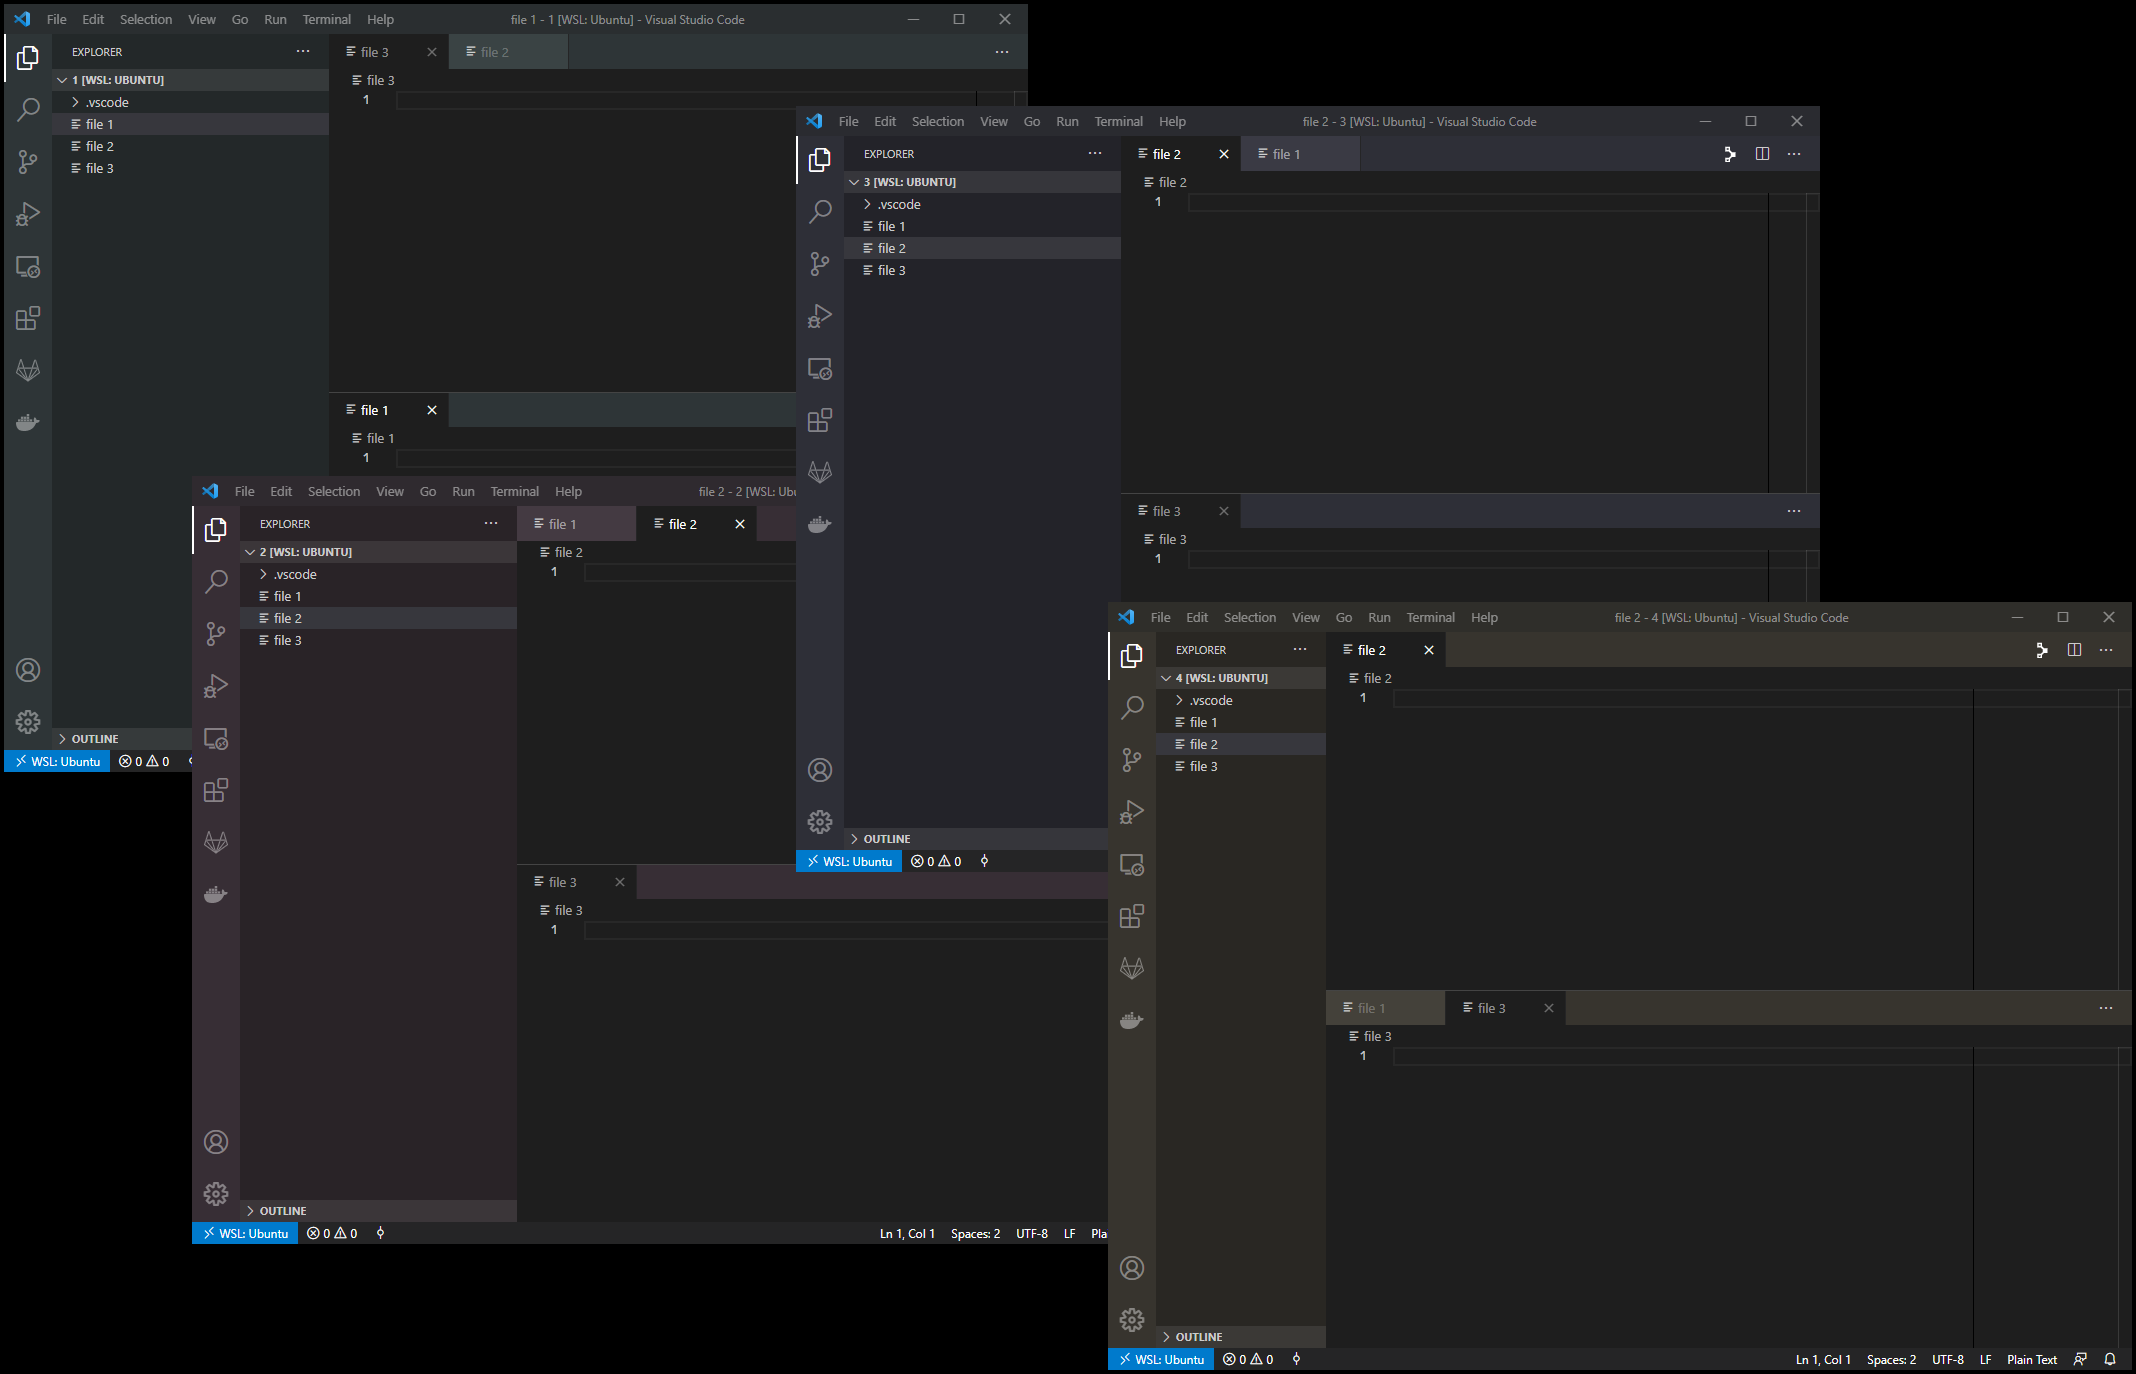 File Edit Selection View Go Run Terminal Help
file 1 - 1 [WSL: Ubuntu] - Visual Studio Code
EXPLORER
1 [WSL: UBUNTU]
.vscode
file 1
file 2
file 3
OUTLINE
file 3
file 2
file 3
1
file 1
file 1
1
WSL: Ubuntu
0 0
File Edit Selection View Go Run Terminal Help
file 2 - 3 [WSL: Ubuntu] - Visual Studio Code
EXPLORER
3 [WSL: UBUNTU]
.vscode
file 1
file 2
file 3
OUTLINE
file 2
file 1
file 2
1
file 3
file 3
1
WSL: Ubuntu
0 0
File Edit Selection View Go Run Terminal Help
file 2 - 2 [WSL:
EXPLORER
2 [WSL: UBUNTU]
.vscode
file 1
file 2
file 3
OUTLINE
file 1
file 2
file 2
1
file 3
file 3
1
WSL: Ubuntu
0 0
Ln 1, Col 1 Spaces: 2 UTF-8 LF
File Edit Selection View Go Run Terminal Help
file 2 - 4 [WSL: Ubuntu] - Visual Studio Code
EXPLORER
4 [WSL: UBUNTU]
.vscode
file 1
file 2
file 3
OUTLINE
file 2
file 2
1
file 1
file 3
file 3
1
WSL: Ubuntu
0 0
Ln 1, Col 1 Spaces: 2 UTF-8 LF Plain Text